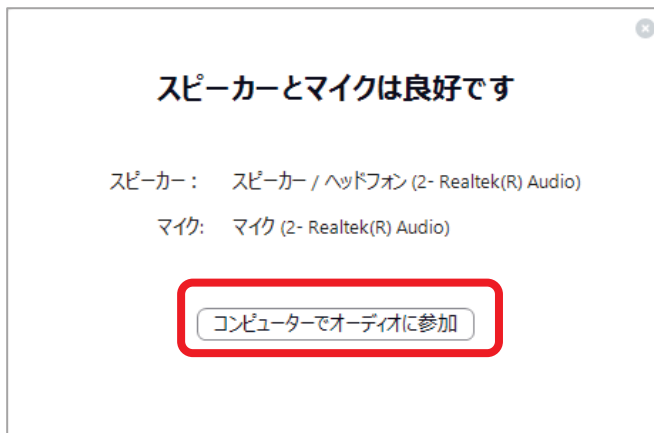 スピーカーとマイクは良好です
スピーカー： スピーカー / ヘッドフォン (2- Realtek(R) Audio)
マイク: マイク (2- Realtek(R) Audio)
コンピューターでオーディオに参加